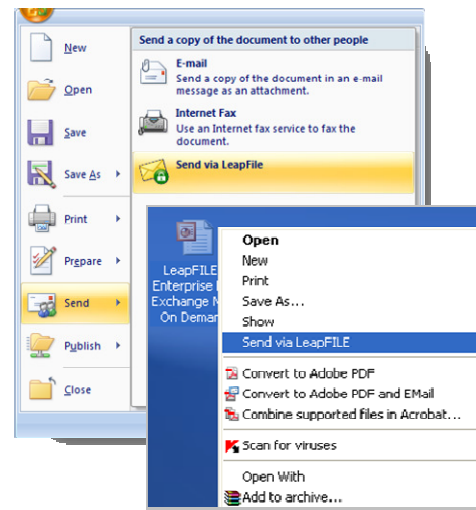 New
Open
Save
Save As
Print
Prepare
Send
Publish
Close
Send a copy of the document to other people
E-mail
Send a copy of the document in an e-mail
message as an attachment.
Internet Fax
Use an Internet fax service to fax the
document.
Send via LeapFile
LeapFILE
Enterprise
Exchange
On Deman
Open
New
Print
Save As...
Show
Send via LeapFILE
Convert to Adobe PDF
Convert to Adobe PDF and EMail
Combine supported files in Acrobat...
Scan for viruses
Open With
Add to archive...